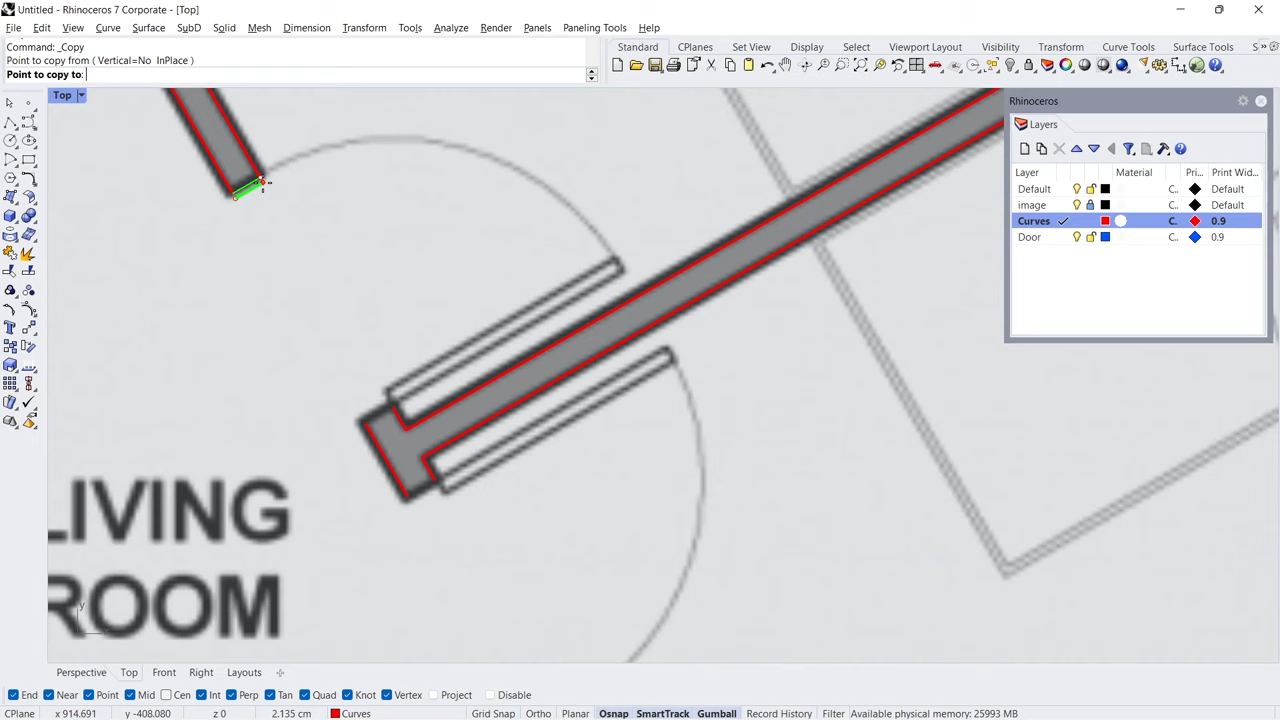 Untitled - Rhinoceros 7 Corporate - [Top]
File Edit View Curve Surface SubD Solid Mesh Dimension Transform Tools Analyze Render Panels Paneling Tools Help
Command: _Copy
Point to copy from ( Vertical=No InPlace )
Point to copy to:
Standard CPlanes Set View Display Select Viewport Layout Visibility Transform Curve Tools Surface Tools S »
Top
Rhinoceros
Layers
Layer Material Pri... Print Wid...
Default C.. Default
image C.. Default
Curves C. 0.9
Door C.. 0.9
LIVING
ROOM
y
Perspective Top Front Right Layouts
End Near Point Mid Cen Int Perp Tan Quad Knot Vertex Project Disable
CPlane x 914.691 y -408.080 z 0 2.135 cm Curves Grid Snap Ortho Planar Osnap SmartTrack Gumball Record History Filter Available physical memory: 25993 MB